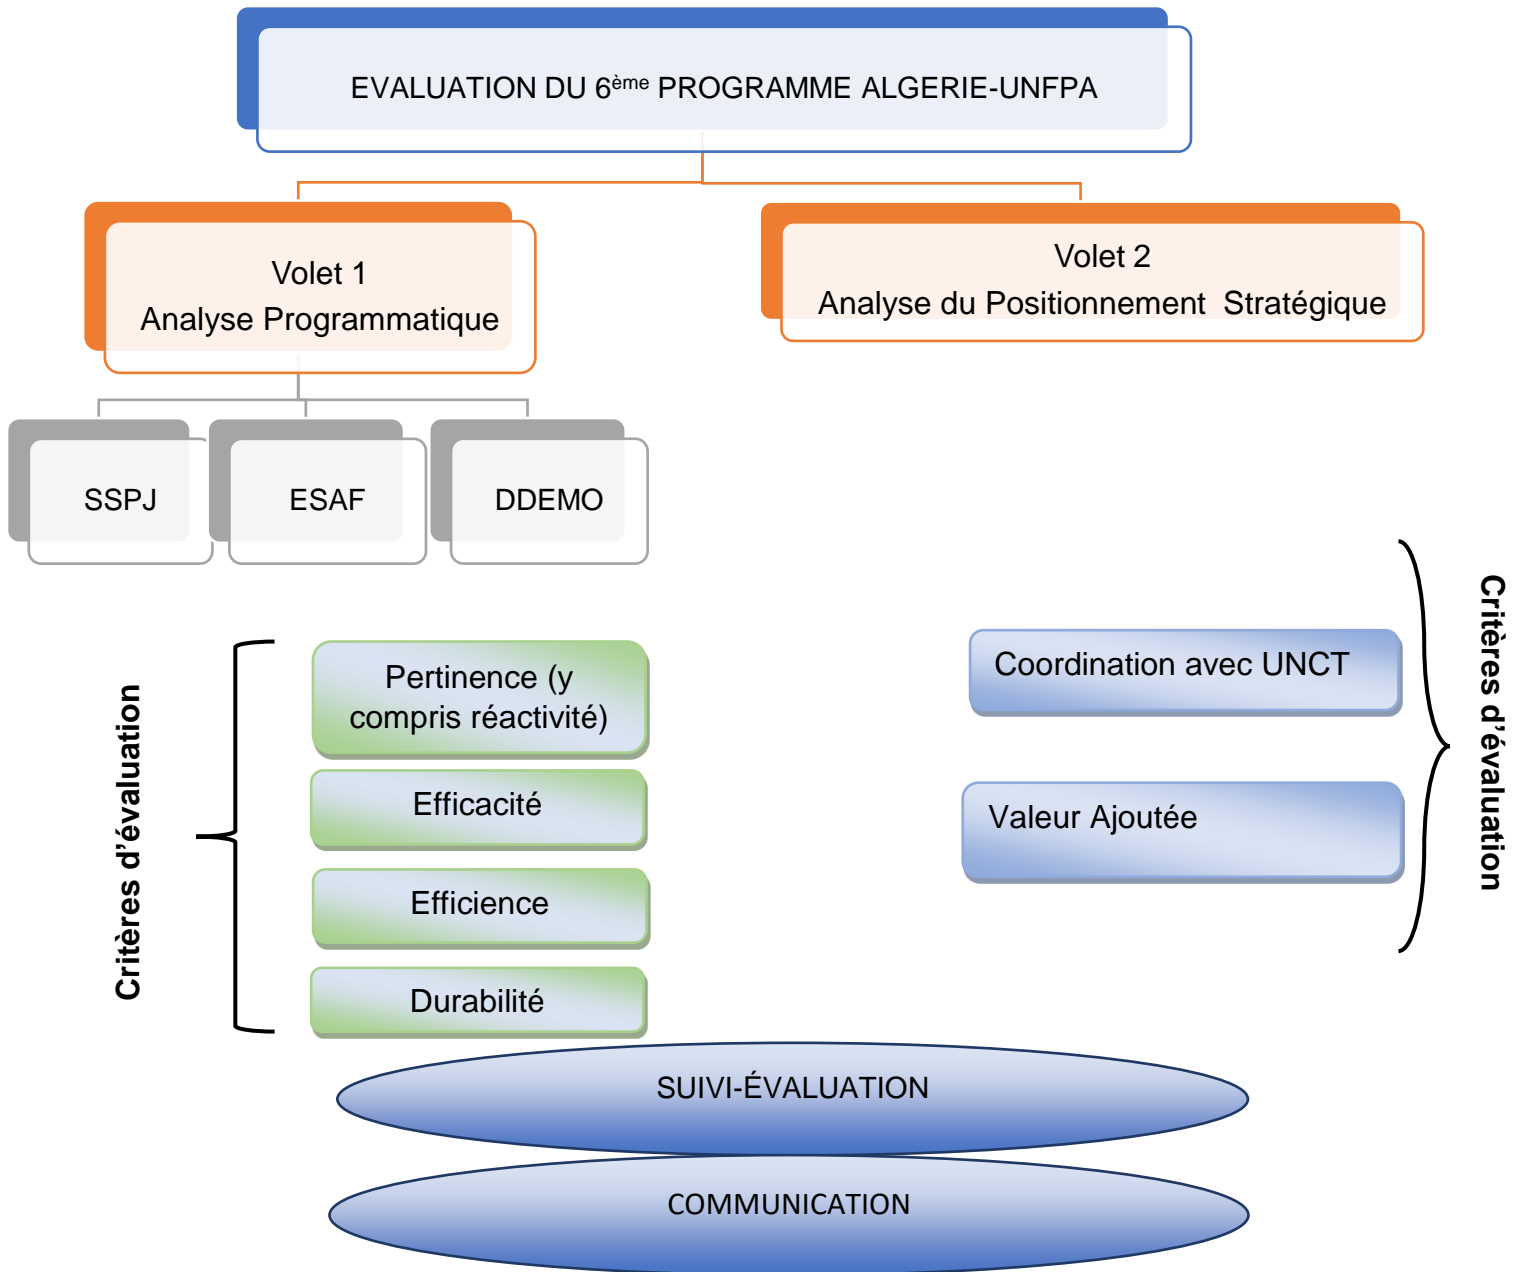 EVALUATION DU 6ème PROGRAMME ALGERIE-UNFPA
Volet 1
Analyse Programmatique
Volet 2
Analyse du Positionnement Stratégique
SSPJ
ESAF
DDEMO
Critères d’évaluation
Pertinence (y
compris réactivité)
Efficacité
Efficience
Durabilité
Coordination avec UNCT
Valeur Ajoutée
Critères d’évaluation
SUIVI-ÉVALUATION
COMMUNICATION